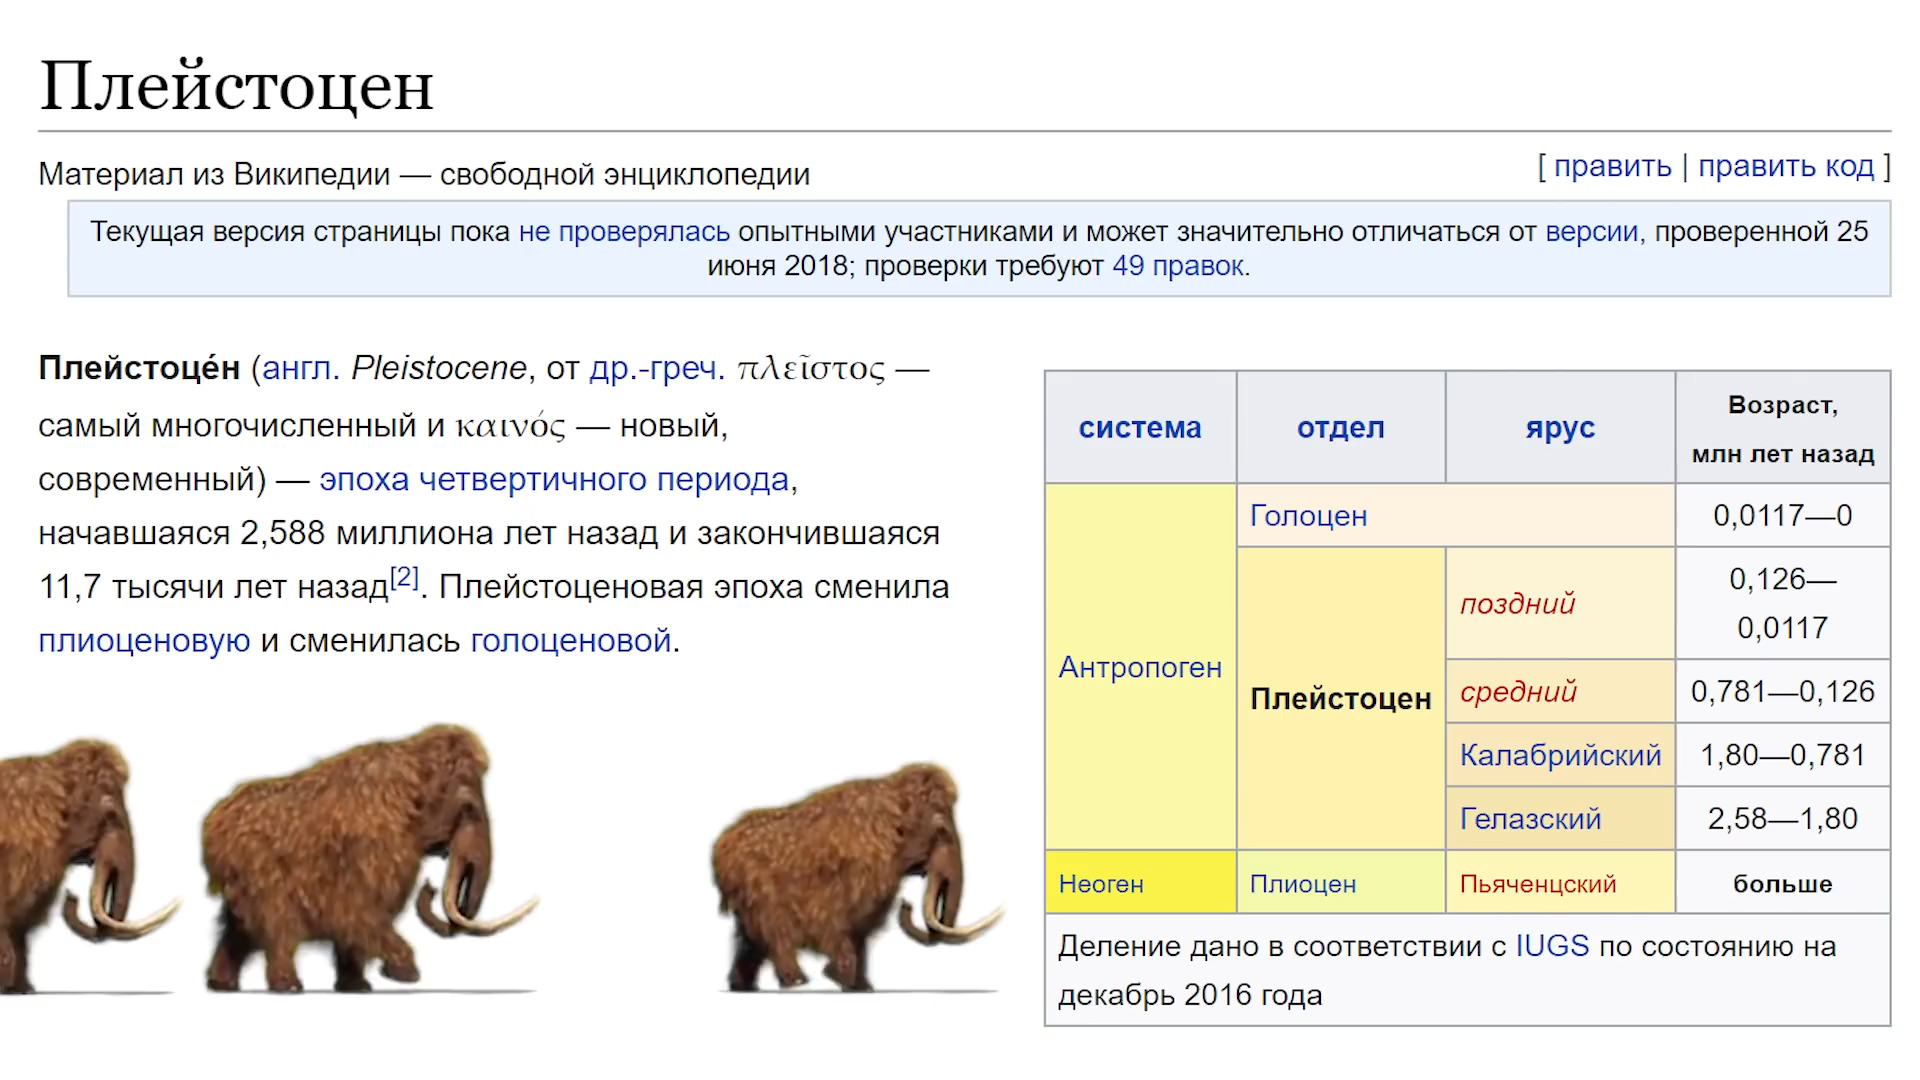 Плейстоцен
Материал из Википедии — свободной энциклопедии
[ править | править код ]
Текущая версия страницы пока не проверялась опытными участниками и может значительно отличаться от версии, проверенной 25
июня 2018; проверки требуют 49 правок.
Плейстоце́н (англ. Pleistocene, от др.-греч. πλεῖστος —
самый многочисленный и καινός — новый,
современный) — эпоха четвертичного периода,
начавшаяся 2,588 миллиона лет назад и закончившаяся
11,7 тысячи лет назад[2]. Плейстоценовая эпоха сменила
плиоценовую и сменилась голоценовой.
система отдел ярус Возраст,
млн лет назад
Антропоген
Голоцен 0,0117—0
Плейстоцен
поздний 0,126—
0,0117
средний 0,781—0,126
Калабрийский 1,80—0,781
Гелазский 2,58—1,80
Неоген Плиоцен Пьяченцский больше
Деление дано в соответствии с IUGS по состоянию на
декабрь 2016 года